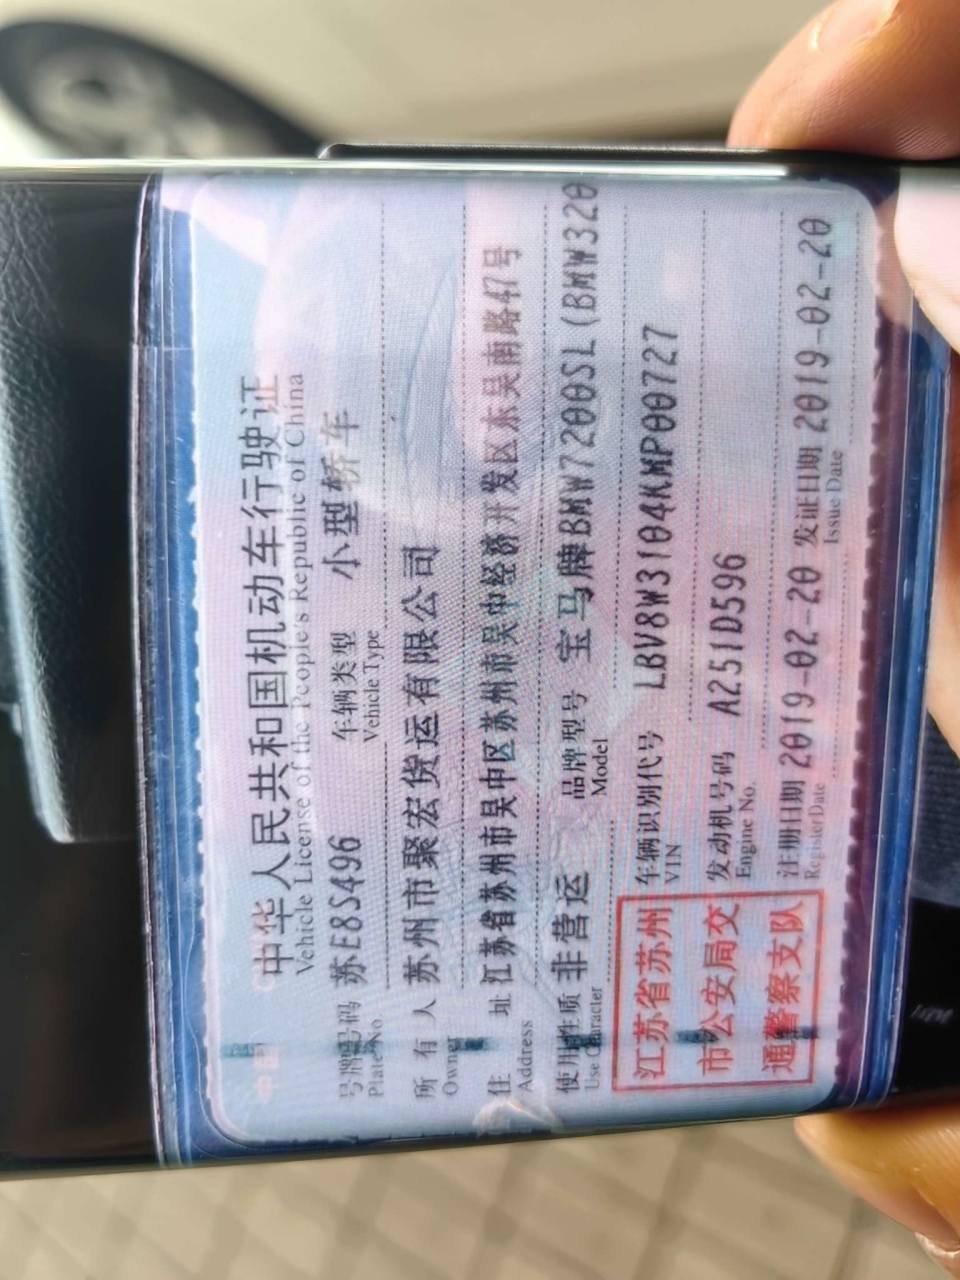 中华人民共和国机动车行驶证
Vehicle License of the People's Republic of China
号牌号码 苏E8S496 车辆类型 小型轿车
Plate No. Vehicle Type
所有人 苏州市聚宏货运有限公司
Owner
住址 江苏省苏州市吴中区苏州市吴中经济开发区东吴南路47号
Address
使用性质 非营运 品牌型号 宝马牌BMW7200SL(BMW320
Use Character Model
江苏省苏州
市公安局交
通警察支队
车辆识别代号 LBV8W3104KMP00727
VIN
发动机号码 A251D596
Engine No.
注册日期 2019-02-20 发证日期 2019-02-20
Register Date Issue Date